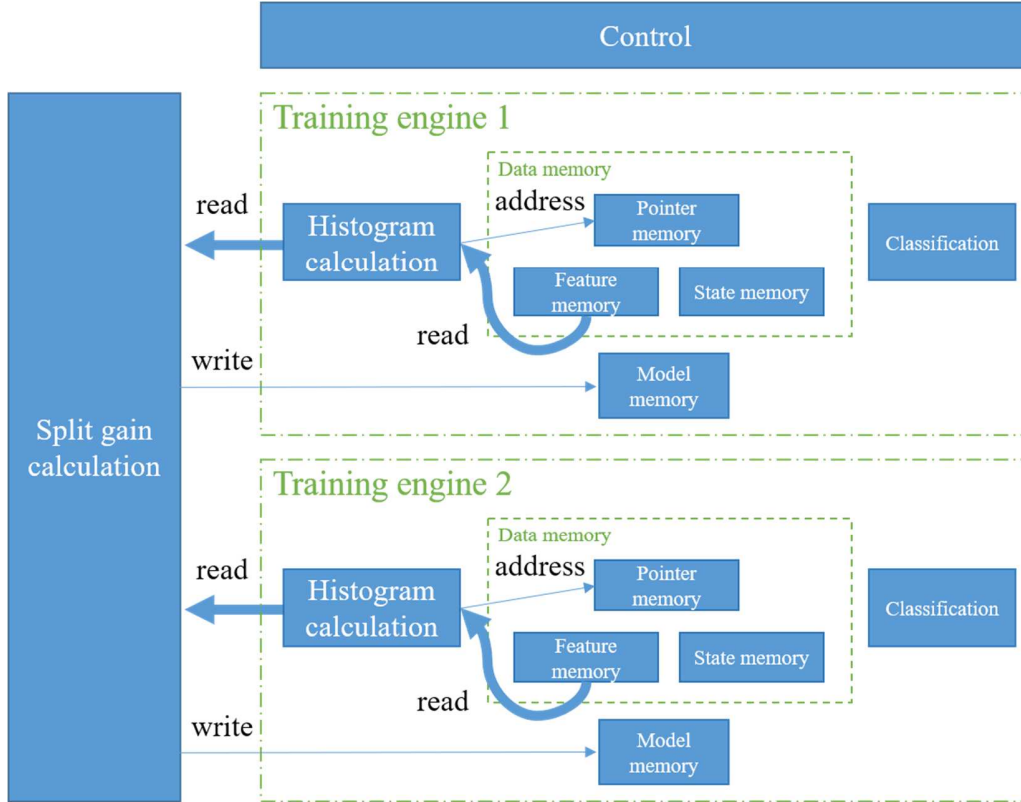 Control
Training engine 1
Data memory
read
address
Pointer
memory
Histogram
calculation
Classification
Feature
memory
State memory
read
write
Model
memory
Split gain
calculation
Training engine 2
Data memory
read
address
Pointer
memory
Histogram
calculation
Classification
Feature
memory
State memory
read
write
Model
memory